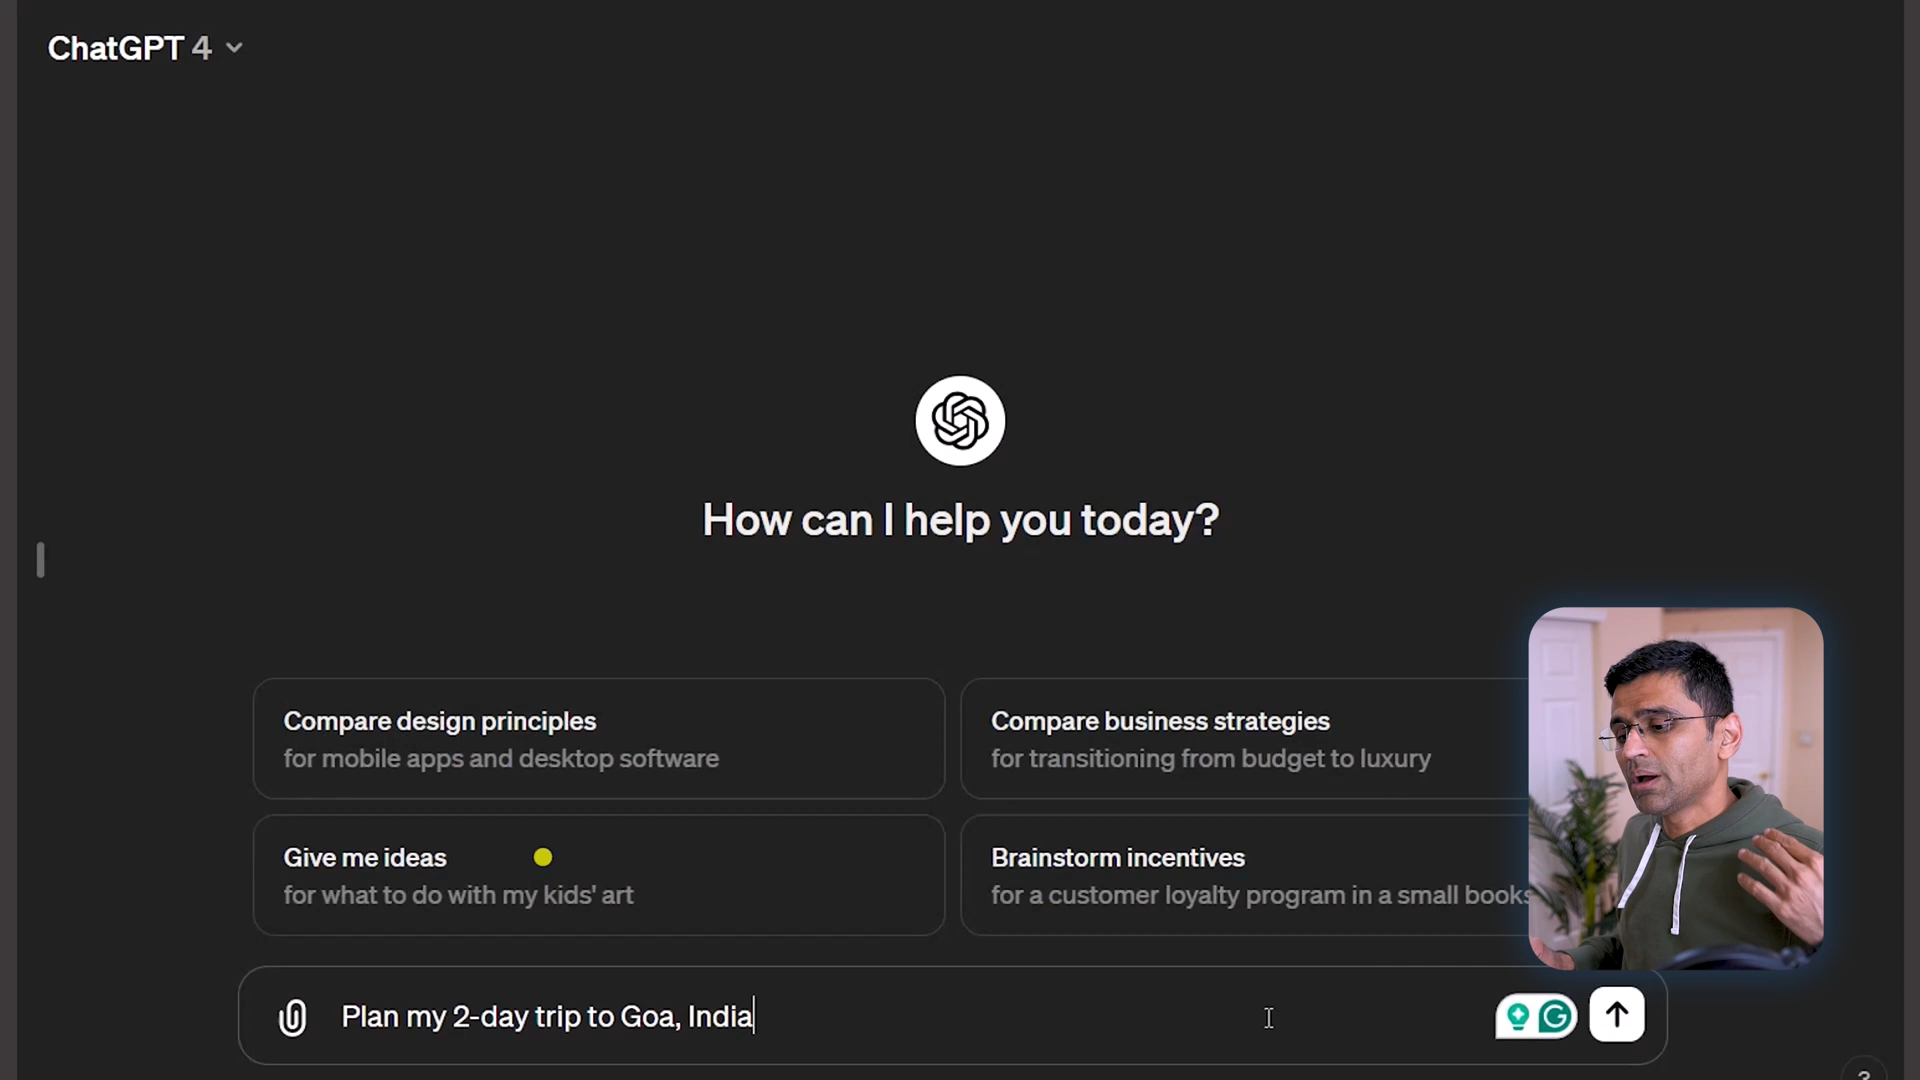 ChatGPT 4
How can I help you today?
Compare design principles
for mobile apps and desktop software
Compare business strategies
for transitioning from budget to luxury
Give me ideas
for what to do with my kids' art
Brainstorm incentives
for a customer loyalty program in a small books
Plan my 2-day trip to Goa, India